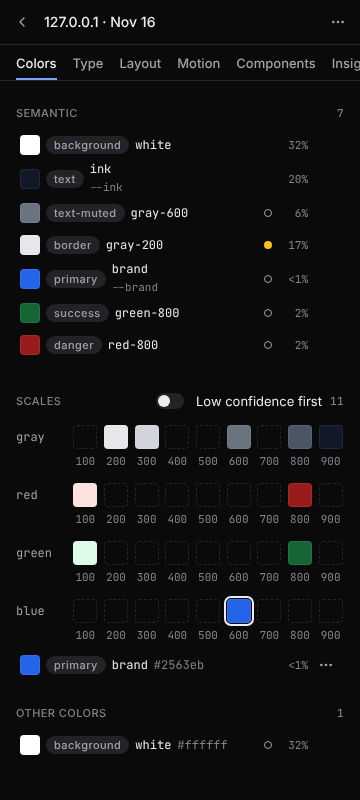 127.0.0.1 · Nov 16
Colors Type Layout Motion Components Insig
SEMANTIC 7
background white 32%
text ink --ink 20%
text-muted gray-600 6%
border gray-200 17%
primary brand --brand <1%
success green-800 2%
danger red-800 2%
SCALES Low confidence first 11
gray
100 200 300 400 500 600 700 800 900
red
100 200 300 400 500 600 700 800 900
green
100 200 300 400 500 600 700 800 900
blue
100 200 300 400 500 600 700 800 900
primary brand #2563eb <1%
OTHER COLORS 1
background white #ffffff 32%